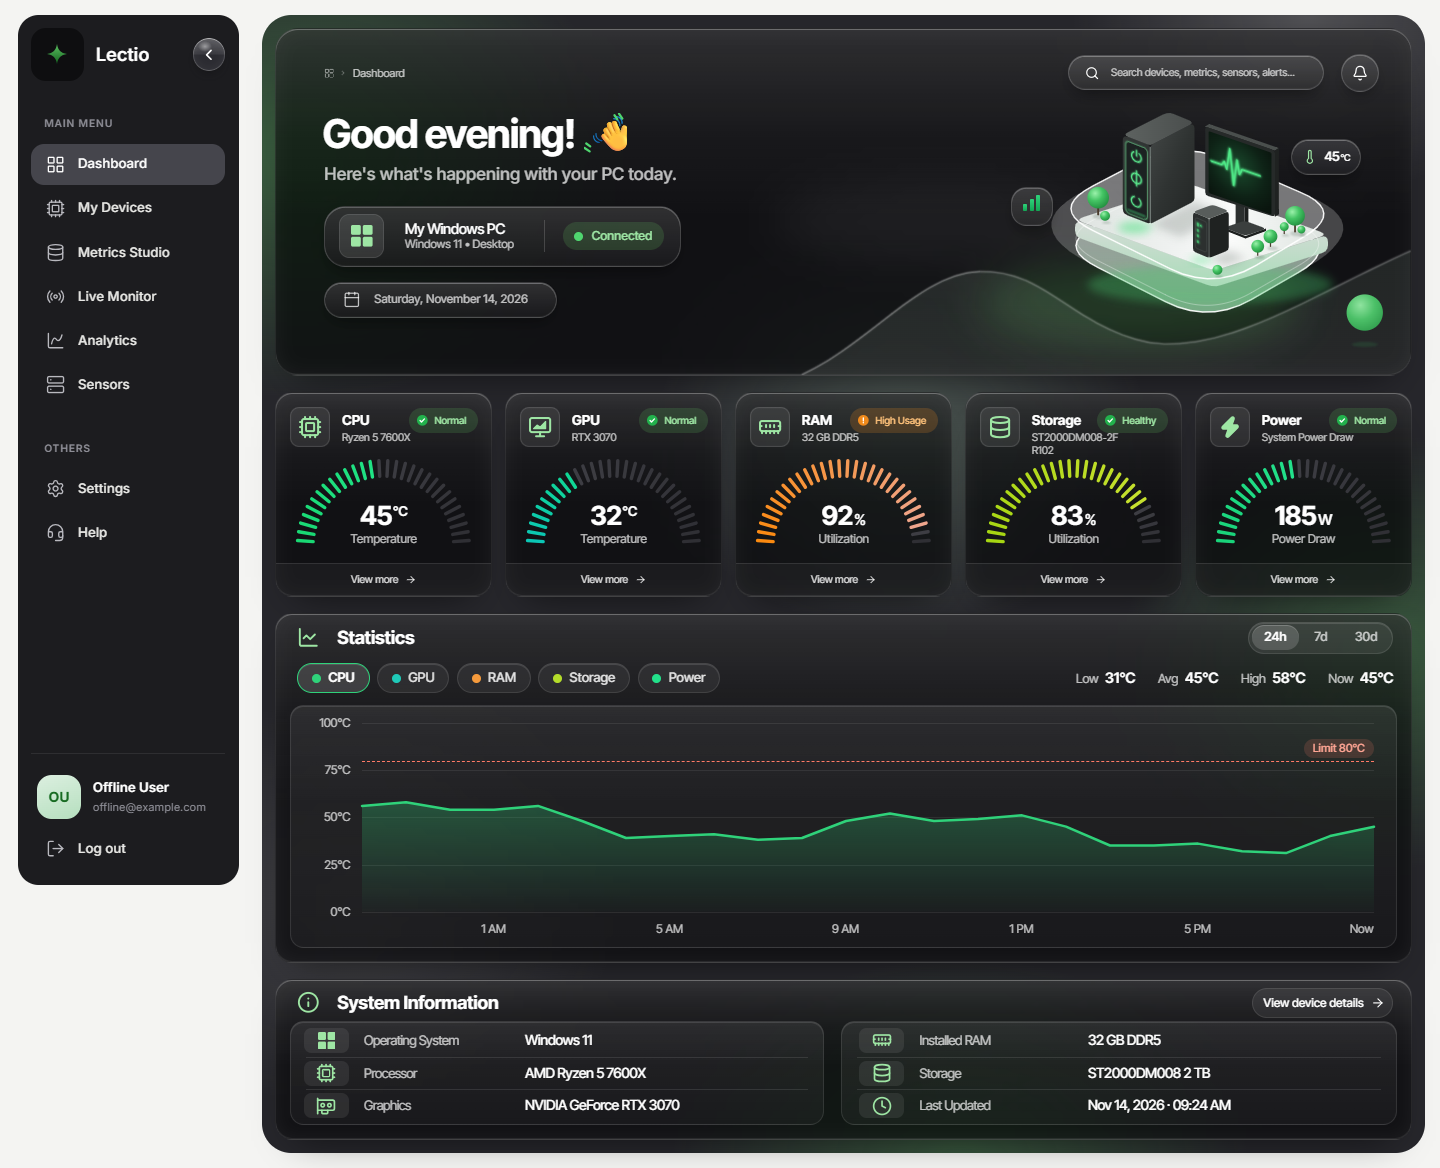 Lectio
MAIN MENU
Dashboard
My Devices
Metrics Studio
Live Monitor
Analytics
Sensors
OTHERS
Settings
Help
OU
Offline User
offline@example.com
Log out
Dashboard
Search devices, metrics, sensors, alerts...
Good evening! 👋
Here's what's happening with your PC today.
My Windows PC
Windows 11 • Desktop
Connected
Saturday, November 14, 2026
45°C
CPU
Ryzen 5 7600X
Normal
45°C
Temperature
View more →
GPU
RTX 3070
Normal
32°C
Temperature
View more →
RAM
32 GB DDR5
High Usage
92%
Utilization
View more →
Storage
ST2000DM008-2F
R102
Healthy
83%
Utilization
View more →
Power
System Power Draw
Normal
185W
Power Draw
View more →
Statistics
24h 7d 30d
CPU GPU RAM Storage Power
Low 31°C Avg 45°C High 58°C Now 45°C
100°C
Limit 80°C
75°C
50°C
25°C
0°C
1 AM 5 AM 9 AM 1 PM 5 PM Now
System Information
View device details →
Operating System Windows 11
Processor AMD Ryzen 5 7600X
Graphics NVIDIA GeForce RTX 3070
Installed RAM 32 GB DDR5
Storage ST2000DM008 2 TB
Last Updated Nov 14, 2026 · 09:24 AM